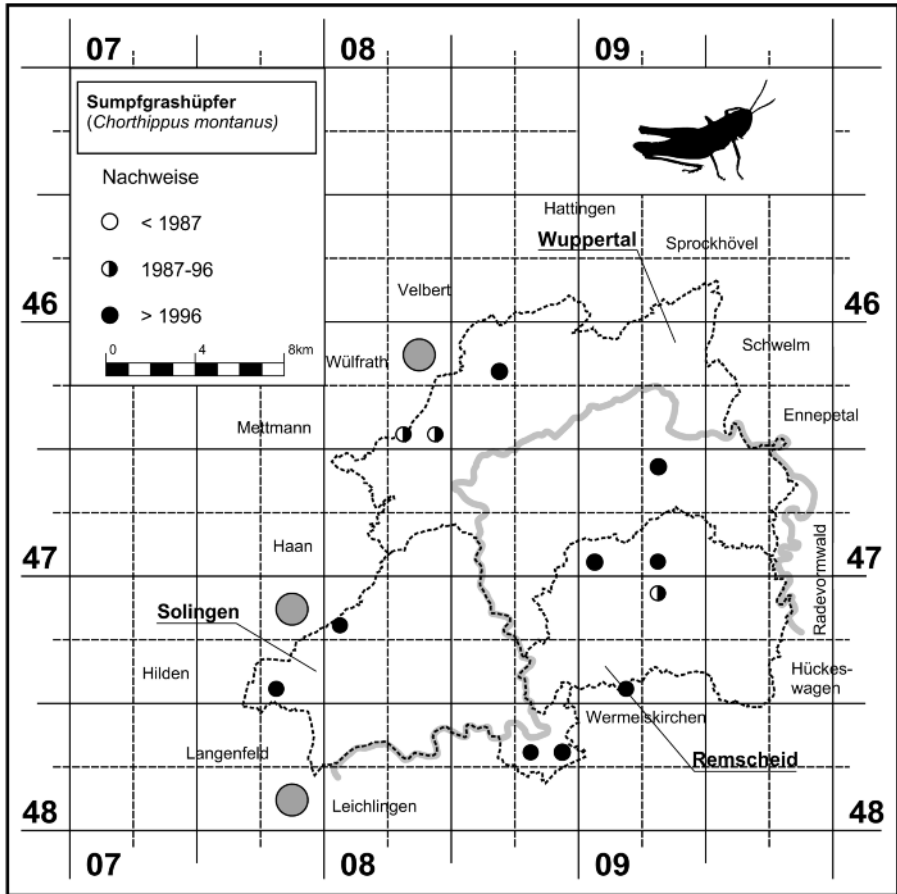 07 08 09
Sumpfgrashüpfer
(Chorthippus montanus)
Nachweise
< 1987
1987-96
> 1996
0 4 8km
Hattingen
Wuppertal
Sprockhövel
Velbert
46 46
Schwelm
Wülfrath
Ennepetal
Mettmann
Haan
47 47
Radevormwald
Solingen
Hilden
Hückes-
wagen
Wermelskirchen
Langenfeld
Remscheid
Leichlingen
48 48
07 08 09